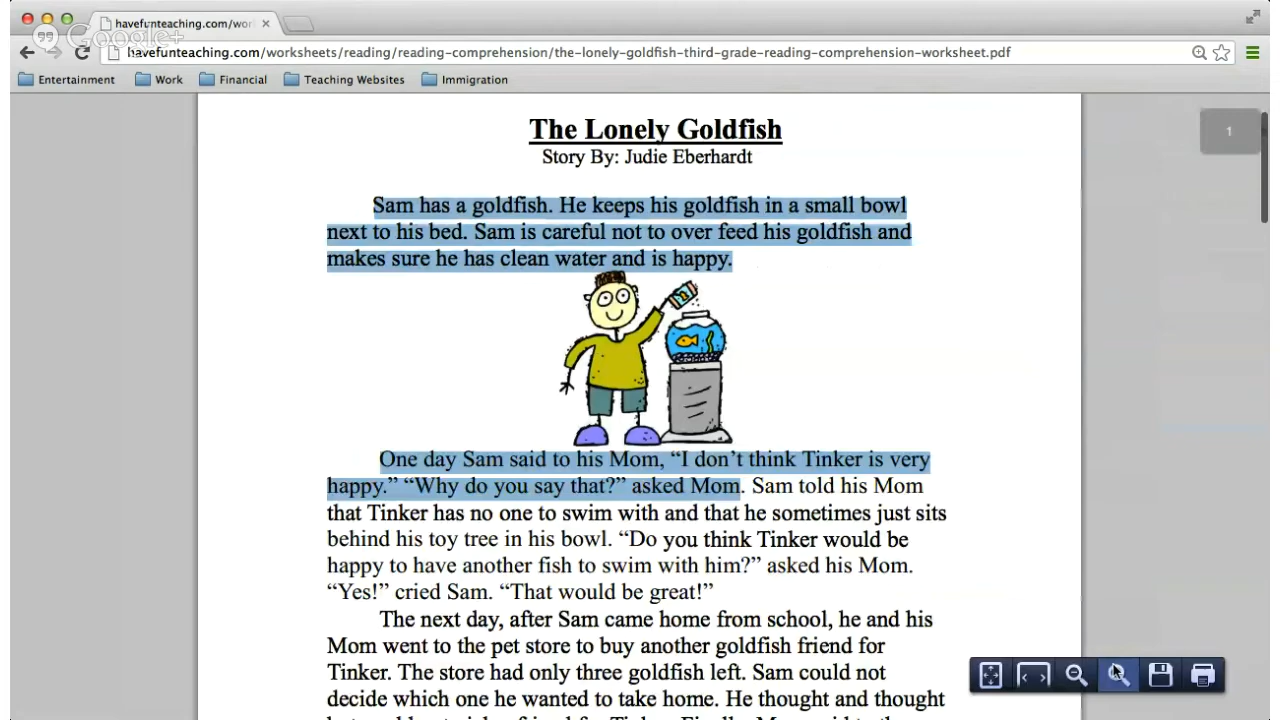 havefunteaching.com/wor
Google+
havefunteaching.com/worksheets/reading/reading-comprehension/the-lonely-goldfish-third-grade-reading-comprehension-worksheet.pdf
Entertainment Work Financial Teaching Websites Immigration
1
The Lonely Goldfish
Story By: Judie Eberhardt
Sam has a goldfish. He keeps his goldfish in a small bowl
next to his bed. Sam is careful not to over feed his goldfish and
makes sure he has clean water and is happy.
One day Sam said to his Mom, “I don’t think Tinker is very
happy.” “Why do you say that?” asked Mom. Sam told his Mom
that Tinker has no one to swim with and that he sometimes just sits
behind his toy tree in his bowl. “Do you think Tinker would be
happy to have another fish to swim with him?” asked his Mom.
“Yes!” cried Sam. “That would be great!”
The next day, after Sam came home from school, he and his
Mom went to the pet store to buy another goldfish friend for
Tinker. The store had only three goldfish left. Sam could not
decide which one he wanted to take home. He thought and thought